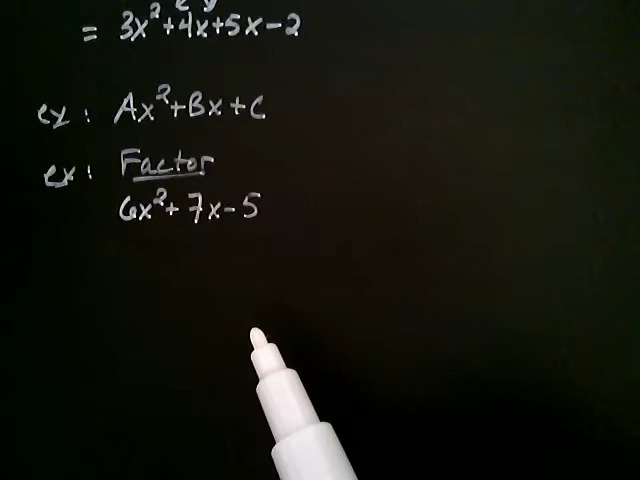 = 3x²+4x+5x-2
ex: Ax²+Bx+C
ex: Factor
6x²+7x-5